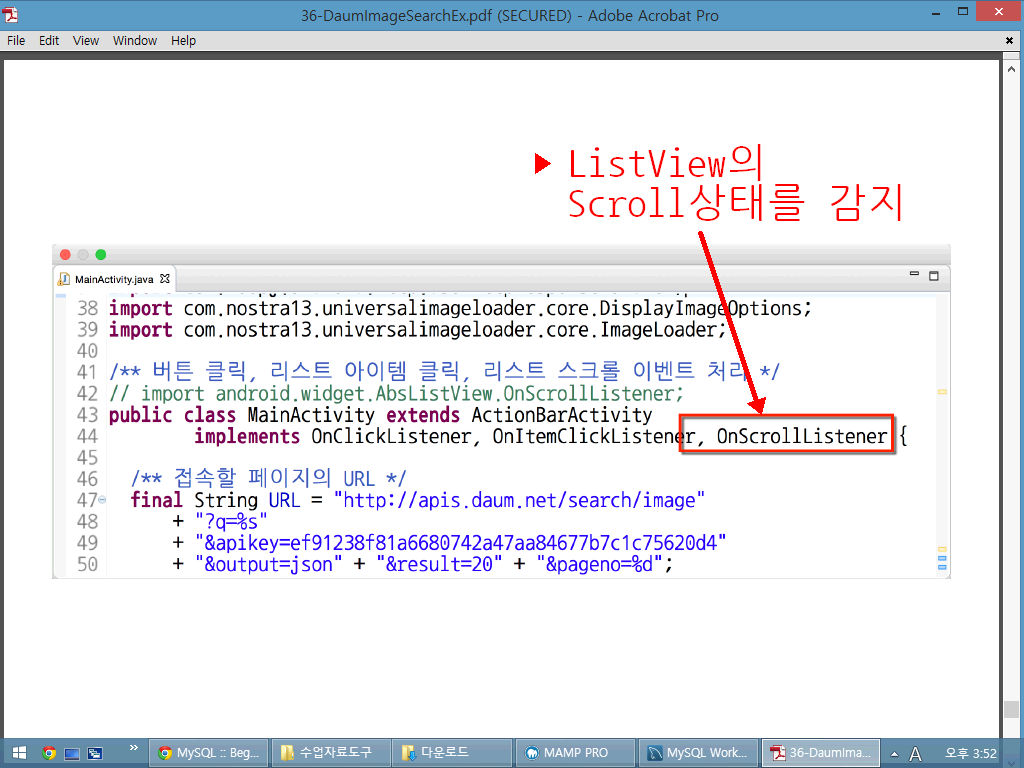 36-DaumImageSearchEx.pdf (SECURED) - Adobe Acrobat Pro
File Edit View Window Help
ListView의
Scroll상태를 감지
MainActivity.java
38 import com.nostra13.universalimageloader.core.DisplayImageOptions;
39 import com.nostra13.universalimageloader.core.ImageLoader;
40
41 /** 버튼 클릭, 리스트 아이템 클릭, 리스트 스크롤 이벤트 처리 */
42 // import android.widget.AbsListView.OnScrollListener;
43 public class MainActivity extends ActionBarActivity
44 implements OnClickListener, OnItemClickListener, OnScrollListener {
45
46 /** 접속할 페이지의 URL */
47 final String URL = "http://apis.daum.net/search/image"
48 + "?q=%s"
49 + "&apikey=ef91238f81a6680742a47aa84677b7c1c75620d4"
50 + "&output=json" + "&result=20" + "&pageno=%d";
MySQL :: Beg... 수업자료도구 다운로드 MAMP PRO MySQL Work... 36-DaumIma... A 오후 3:52